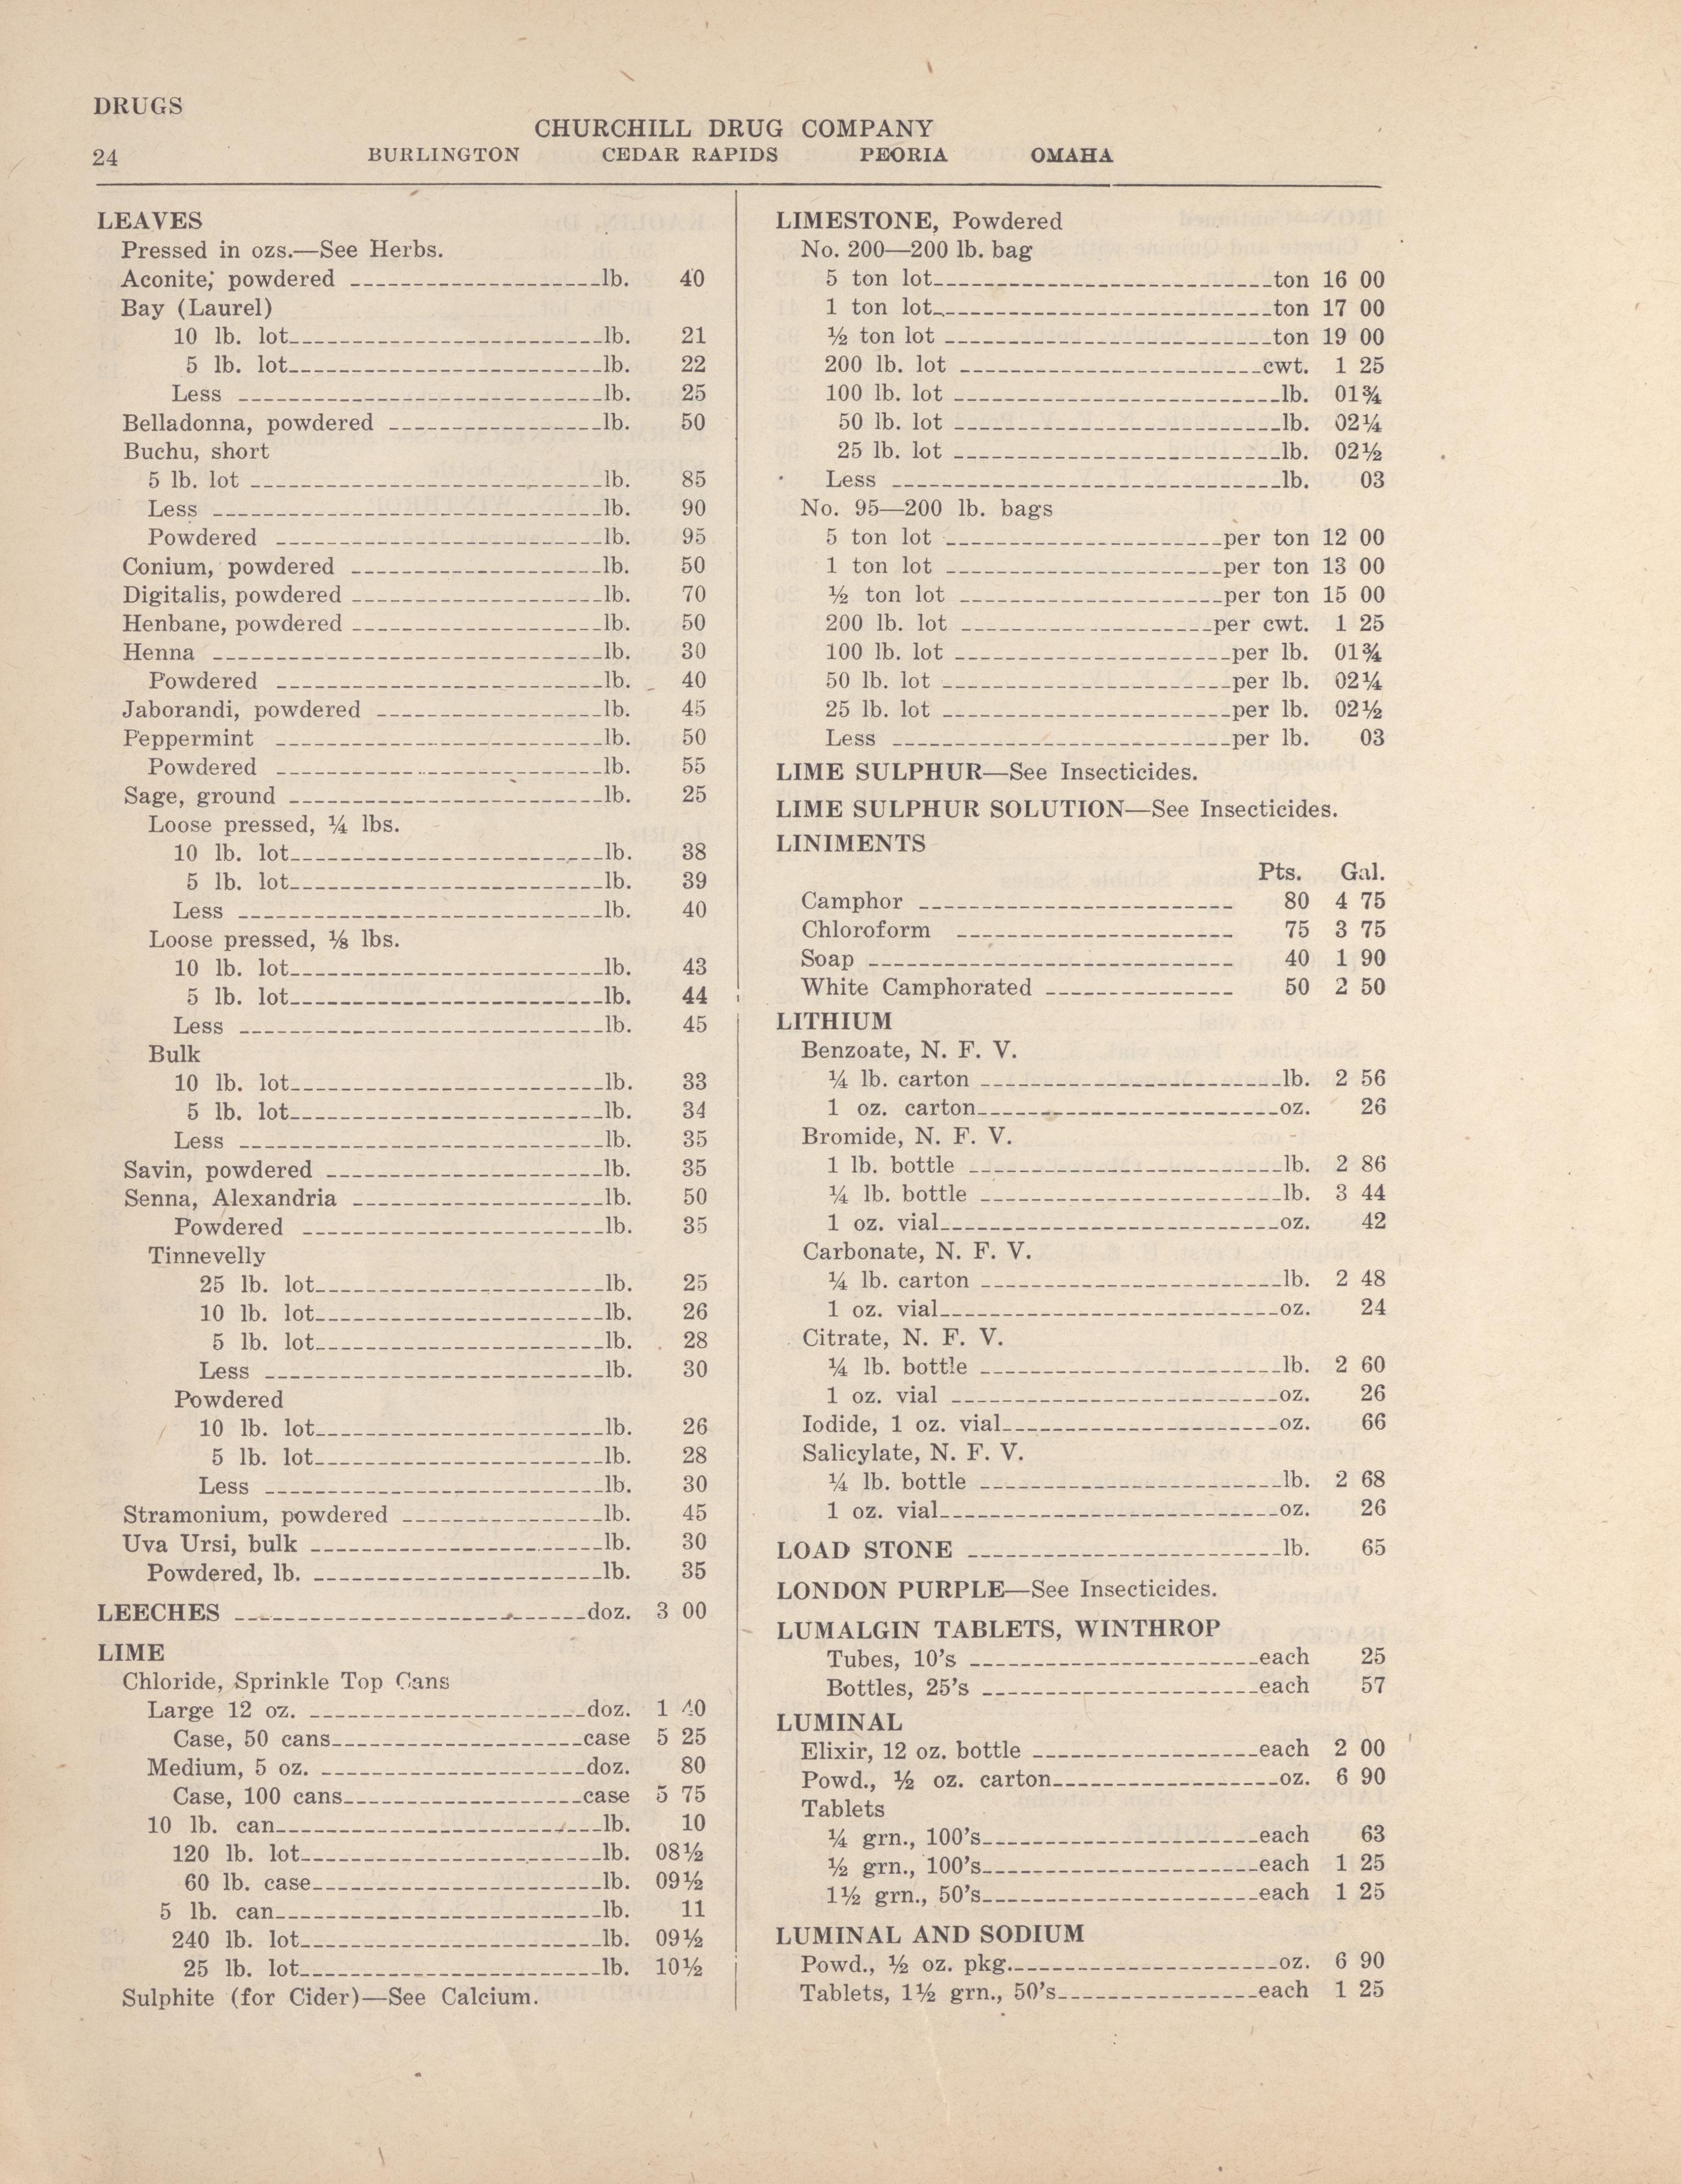 DRUGS
CHURCHILL DRUG COMPANY
24 BURLINGTON CEDAR RAPIDS PEORIA OMAHA
LEAVES
Pressed in ozs.—See Herbs.
Aconite, powdered lb. 40
Bay (Laurel)
10 lb. lot lb. 21
5 lb. lot lb. 22
Less lb. 25
Belladonna, powdered lb. 50
Buchu, short
5 lb. lot lb. 85
Less lb. 90
Powdered lb. 95
Conium, powdered lb. 50
Digitalis, powdered lb. 70
Henbane, powdered lb. 50
Henna lb. 30
Powdered lb. 40
Jaborandi, powdered lb. 45
Peppermint lb. 50
Powdered lb. 55
Sage, ground lb. 25
Loose pressed, ¼ lbs.
10 lb. lot lb. 38
5 lb. lot lb. 39
Less lb. 40
Loose pressed, ⅛ lbs.
10 lb. lot lb. 43
5 lb. lot lb. 44
Less lb. 45
Bulk
10 lb. lot lb. 33
5 lb. lot lb. 34
Less lb. 35
Savin, powdered lb. 35
Senna, Alexandria lb. 50
Powdered lb. 35
Tinnevelly
25 lb. lot lb. 25
10 lb. lot lb. 26
5 lb. lot lb. 28
Less lb. 30
Powdered
10 lb. lot lb. 26
5 lb. lot lb. 28
Less lb. 30
Stramonium, powdered lb. 45
Uva Ursi, bulk lb. 30
Powdered, lb. lb. 35
LEECHES doz. 3 00
LIME
Chloride, Sprinkle Top Cans
Large 12 oz. doz. 1 40
Case, 50 cans case 5 25
Medium, 5 oz. doz. 80
Case, 100 cans case 5 75
10 lb. can lb. 10
120 lb. lot lb. 08½
60 lb. case lb. 09½
5 lb. can lb. 11
240 lb. lot lb. 09½
25 lb. lot lb. 10½
Sulphite (for Cider)—See Calcium.
LIMESTONE, Powdered
No. 200—200 lb. bag
5 ton lot ton 16 00
1 ton lot ton 17 00
½ ton lot ton 19 00
200 lb. lot cwt. 1 25
100 lb. lot lb. 01¾
50 lb. lot lb. 02¼
25 lb. lot lb. 02½
Less lb. 03
No. 95—200 lb. bags
5 ton lot per ton 12 00
1 ton lot per ton 13 00
½ ton lot per ton 15 00
200 lb. lot per cwt. 1 25
100 lb. lot per lb. 01¾
50 lb. lot per lb. 02¼
25 lb. lot per lb. 02½
Less per lb. 03
LIME SULPHUR—See Insecticides.
LIME SULPHUR SOLUTION—See Insecticides.
LINIMENTS
Pts. Gal.
Camphor 80 4 75
Chloroform 75 3 75
Soap 40 1 90
White Camphorated 50 2 50
LITHIUM
Benzoate, N. F. V.
¼ lb. carton lb. 2 56
1 oz. carton oz. 26
Bromide, N. F. V.
1 lb. bottle lb. 2 86
¼ lb. bottle lb. 3 44
1 oz. vial oz. 42
Carbonate, N. F. V.
¼ lb. carton lb. 2 48
1 oz. vial oz. 24
Citrate, N. F. V.
¼ lb. bottle lb. 2 60
1 oz. vial oz. 26
Iodide, 1 oz. vial oz. 66
Salicylate, N. F. V.
¼ lb. bottle lb. 2 68
1 oz. vial oz. 26
LOAD STONE lb. 65
LONDON PURPLE—See Insecticides.
LUMALGIN TABLETS, WINTHROP
Tubes, 10's each 25
Bottles, 25's each 57
LUMINAL
Elixir, 12 oz. bottle each 2 00
Powd., ½ oz. carton oz. 6 90
Tablets
¼ grn., 100's each 63
½ grn., 100's each 1 25
1½ grn., 50's each 1 25
LUMINAL AND SODIUM
Powd., ½ oz. pkg. oz. 6 90
Tablets, 1½ grn., 50's each 1 25